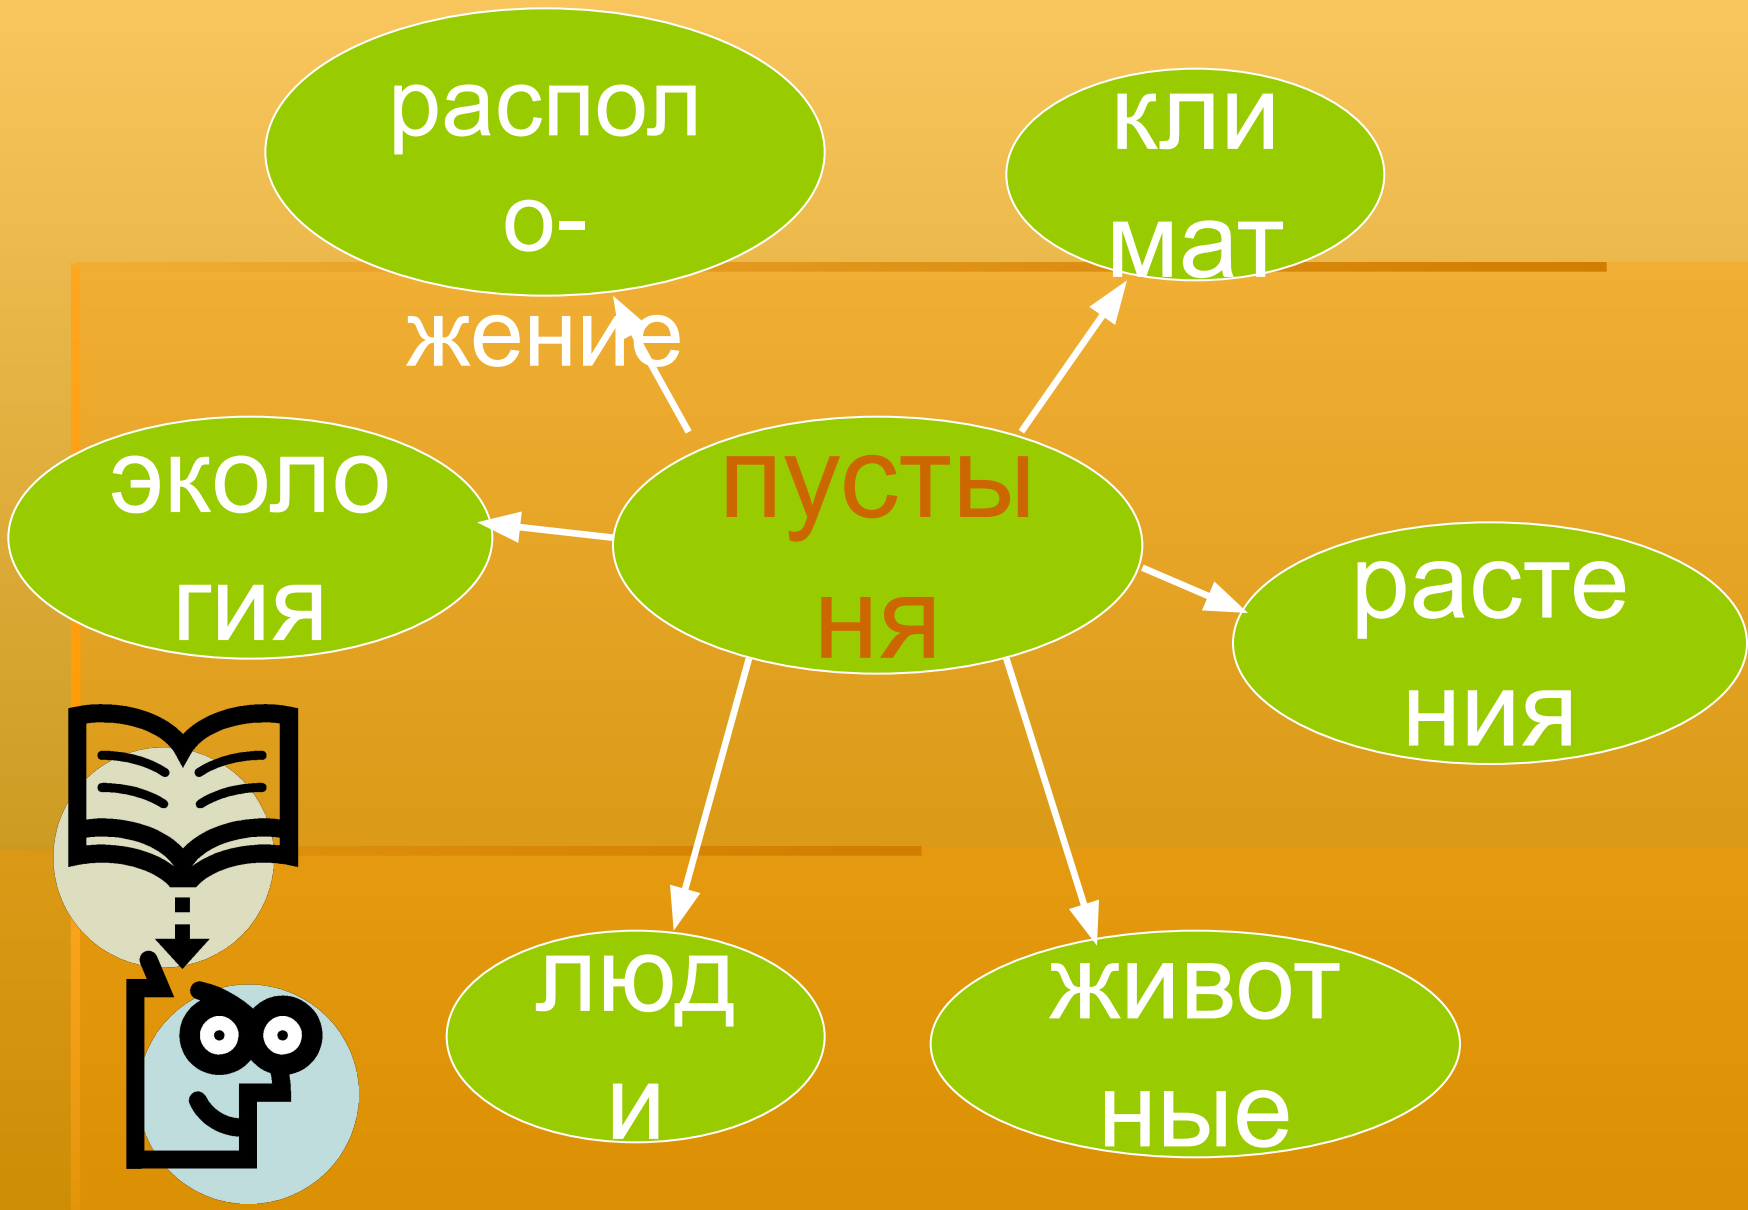 распол
о-
жение
кли
мат
эколо
гия
пусты
ня
расте
ния
люд
и
живот
ные